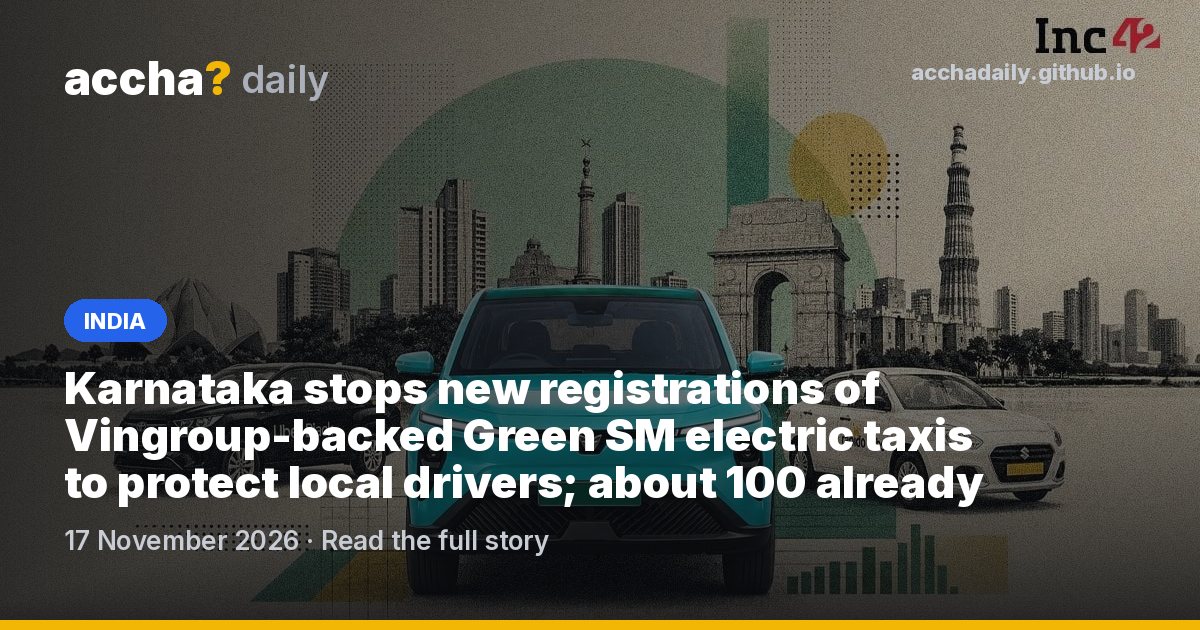 Inc42
accha? daily
acchadaily.github.io
INDIA
Karnataka stops new registrations of
Vingroup-backed Green SM electric taxis
to protect local drivers; about 100 already
17 November 2026 · Read the full story